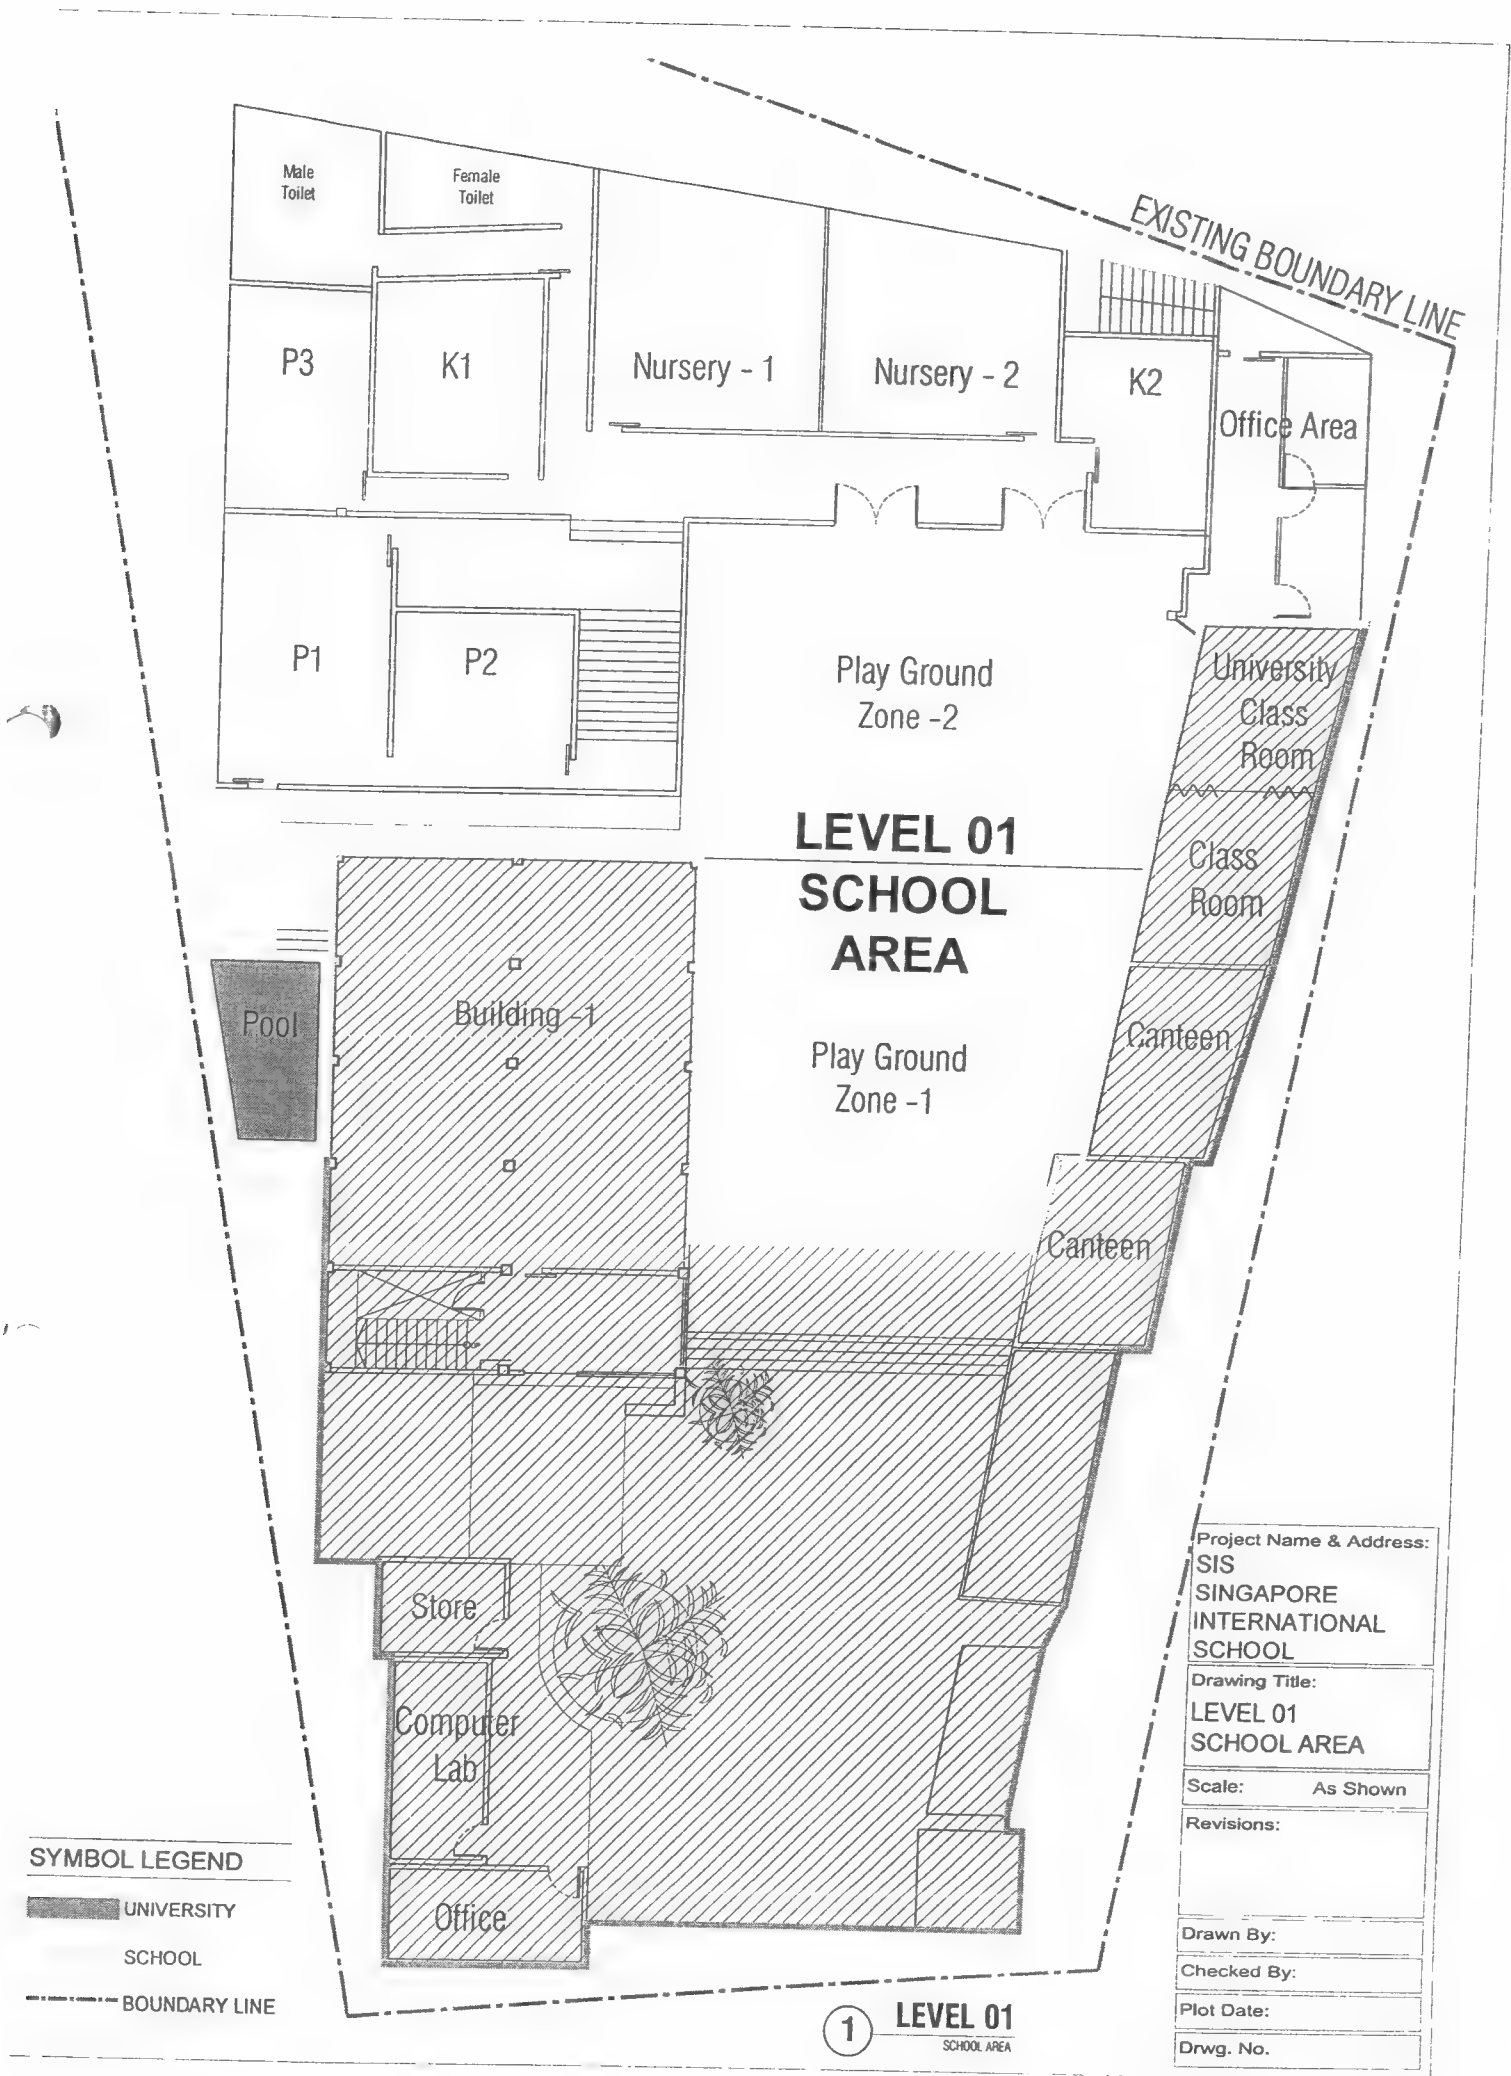 Male
Toilet
Female
Toilet
EXISTING BOUNDARY LINE
P3
K1
Nursery - 1
Nursery - 2
K2
Office Area
P1
P2
Play Ground
Zone -2
University
Class
Room
LEVEL 01
SCHOOL
AREA
Class
Room
Pool
Building -1
Play Ground
Zone -1
Canteen
Canteen
Store
Computer
Lab
Office
Project Name & Address:
SIS
SINGAPORE
INTERNATIONAL
SCHOOL
Drawing Title:
LEVEL 01
SCHOOL AREA
Scale: As Shown
Revisions:
Drawn By:
Checked By:
Plot Date:
Drwg. No.
SYMBOL LEGEND
UNIVERSITY
SCHOOL
BOUNDARY LINE
1
LEVEL 01
SCHOOL AREA